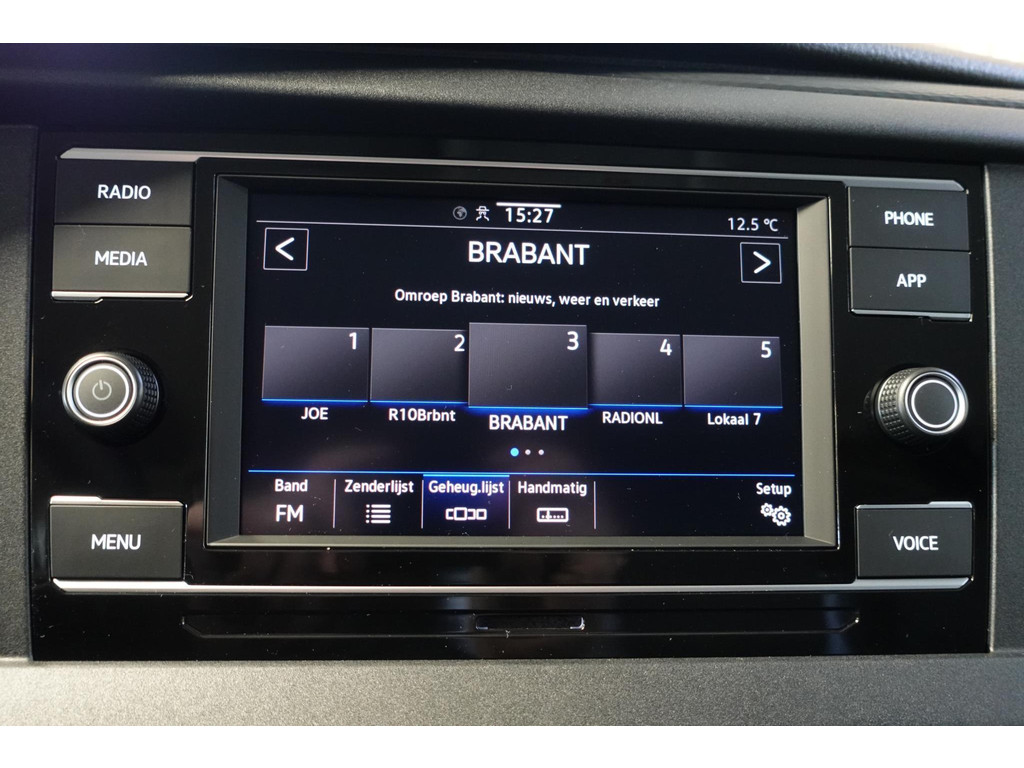 RADIO
MEDIA
MENU
15:27
12.5 °C
<
BRABANT
>
Omroep Brabant: nieuws, weer en verkeer
1 2 3 4 5
JOE R10Brbnt BRABANT RADIONL Lokaal 7
Band Zenderlijst Geheug.lijst Handmatig Setup
FM
PHONE
APP
VOICE